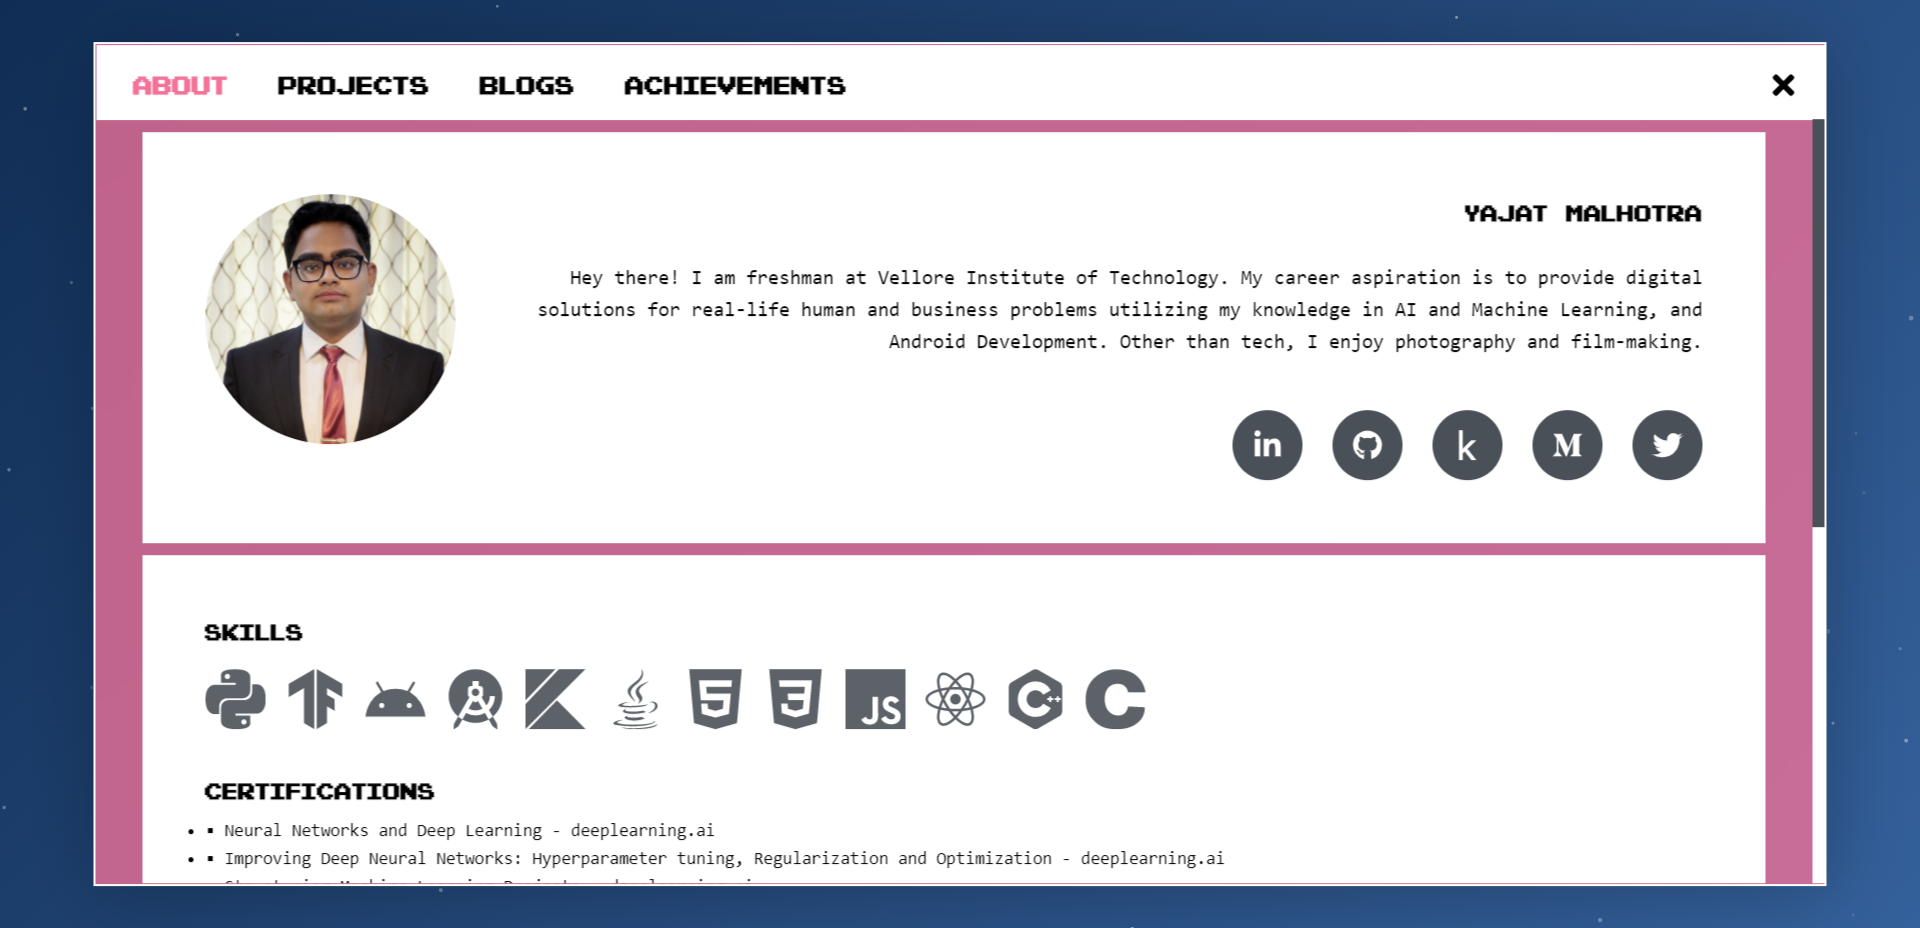 ABOUT PROJECTS BLOGS ACHIEVEMENTS
YAJAT MALHOTRA
Hey there! I am freshman at Vellore Institute of Technology. My career aspiration is to provide digital
solutions for real-life human and business problems utilizing my knowledge in AI and Machine Learning, and
Android Development. Other than tech, I enjoy photography and film-making.
in k M
SKILLS
5 3 JS C++ C
CERTIFICATIONS
• ▪ Neural Networks and Deep Learning - deeplearning.ai
• ▪ Improving Deep Neural Networks: Hyperparameter tuning, Regularization and Optimization - deeplearning.ai